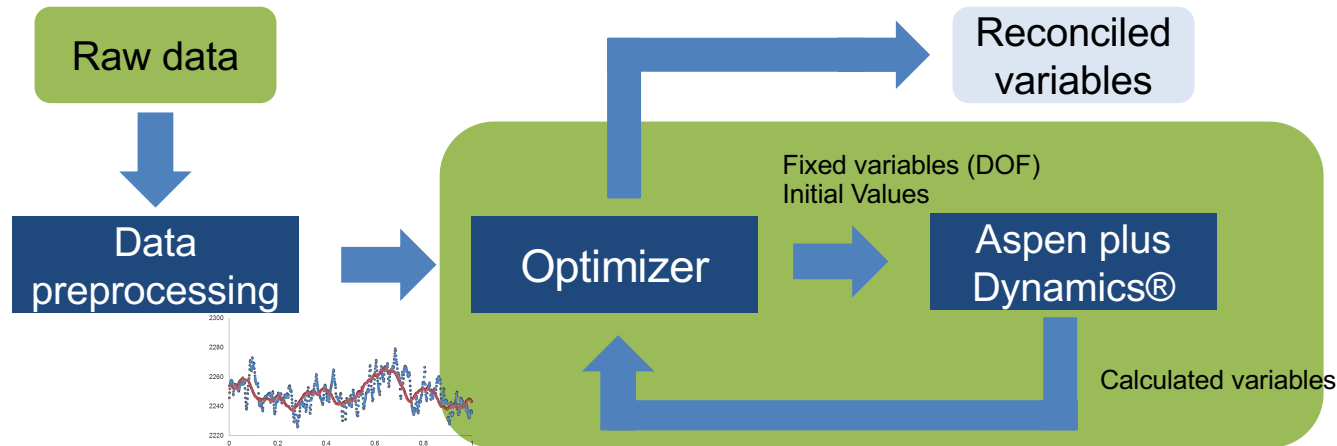 Raw data
Reconciled
variables
Fixed variables (DOF)
Initial Values
Data
preprocessing
Optimizer
Aspen plus
Dynamics®
Calculated variables
2300
2280
2260
2240
2220
0
0.2
0.4
0.6
0.8
1